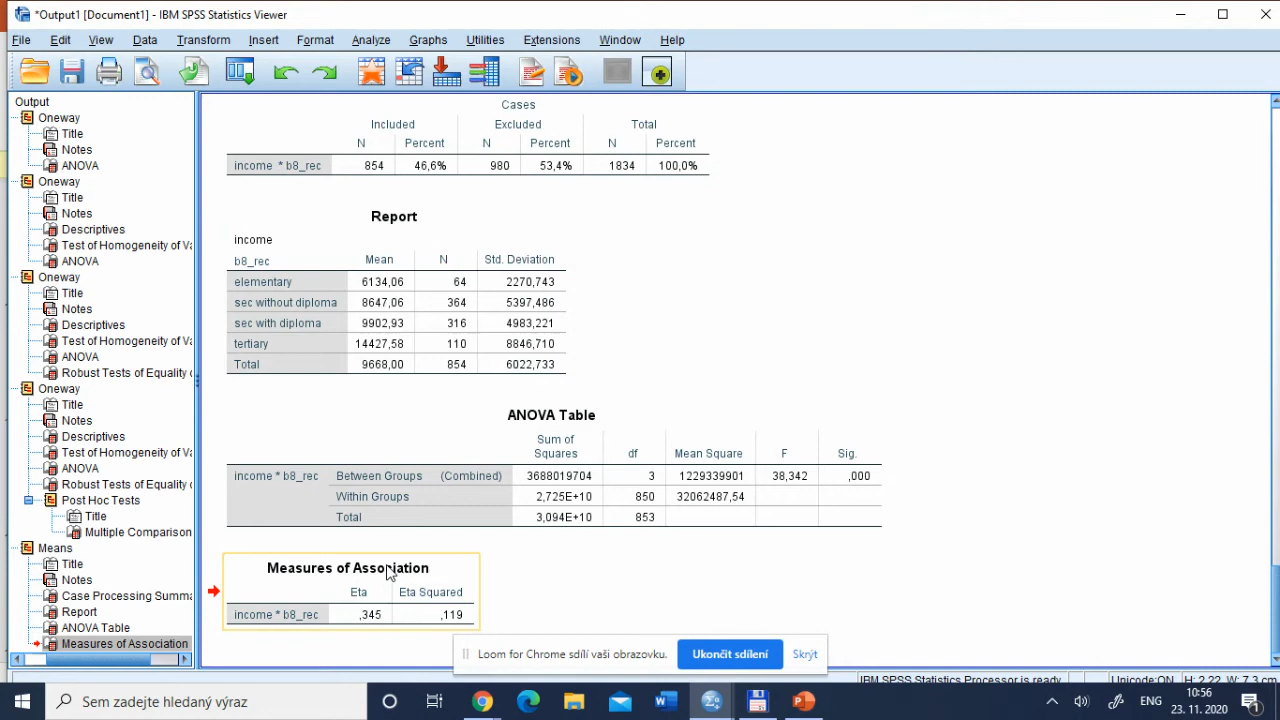 *Output1 [Document1] - IBM SPSS Statistics Viewer
File Edit View Data Transform Insert Format Analyze Graphs Utilities Extensions Window Help
Output
Oneway
Title
Notes
ANOVA
Oneway
Title
Notes
Descriptives
Test of Homogeneity of Va
ANOVA
Oneway
Title
Notes
Descriptives
Test of Homogeneity of Va
ANOVA
Robust Tests of Equality o
Oneway
Title
Notes
Descriptives
Test of Homogeneity of Va
ANOVA
Robust Tests of Equality o
Post Hoc Tests
Title
Multiple Comparison
Means
Title
Notes
Case Processing Summa
Report
ANOVA Table
Measures of Association
Cases
Included Excluded Total
N Percent N Percent N Percent
income * b8_rec 854 46,6% 980 53,4% 1834 100,0%
Report
income
b8_rec Mean N Std. Deviation
elementary 6134,06 64 2270,743
sec without diploma 8647,06 364 5397,486
sec with diploma 9902,93 316 4983,221
tertiary 14427,58 110 8846,710
Total 9668,00 854 6022,733
ANOVA Table
Sum of
Squares df Mean Square F Sig.
income * b8_rec Between Groups (Combined) 3688019704 3 1229339901 38,342 ,000
Within Groups 2,725E+10 850 32062487,54
Total 3,094E+10 853
Measures of Association
Eta Eta Squared
income * b8_rec ,345 ,119
Loom for Chrome sdílí vaši obrazovku. Ukončit sdílení Skrýt
IBM SPSS Statistics Processor is ready Unicode:ON H: 2,22, W: 7,3 cm
Sem zadejte hledaný výraz
ENG
10:56
23. 11. 2020
1